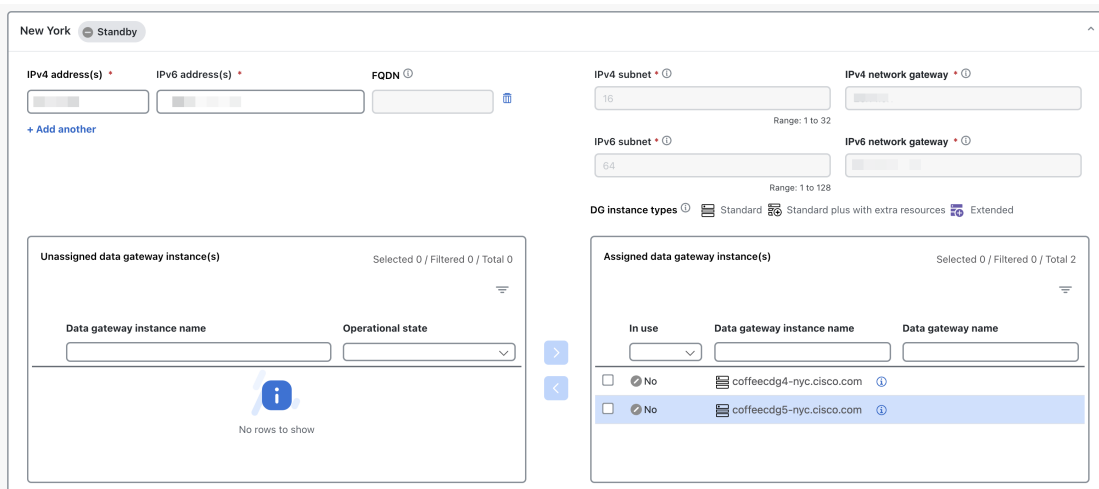 New York Standby
IPv4 address(s) * IPv6 address(s) * FQDN
+ Add another
IPv4 subnet * IPv4 network gateway *
16
Range: 1 to 32
IPv6 subnet * IPv6 network gateway *
64
Range: 1 to 128
DG instance types Standard Standard plus with extra resources Extended
Unassigned data gateway instance(s) Selected 0 / Filtered 0 / Total 0
Data gateway instance name Operational state
No rows to show
Assigned data gateway instance(s) Selected 0 / Filtered 0 / Total 2
In use Data gateway instance name Data gateway name
No coffeecdg4-nyc.cisco.com
No coffeecdg5-nyc.cisco.com